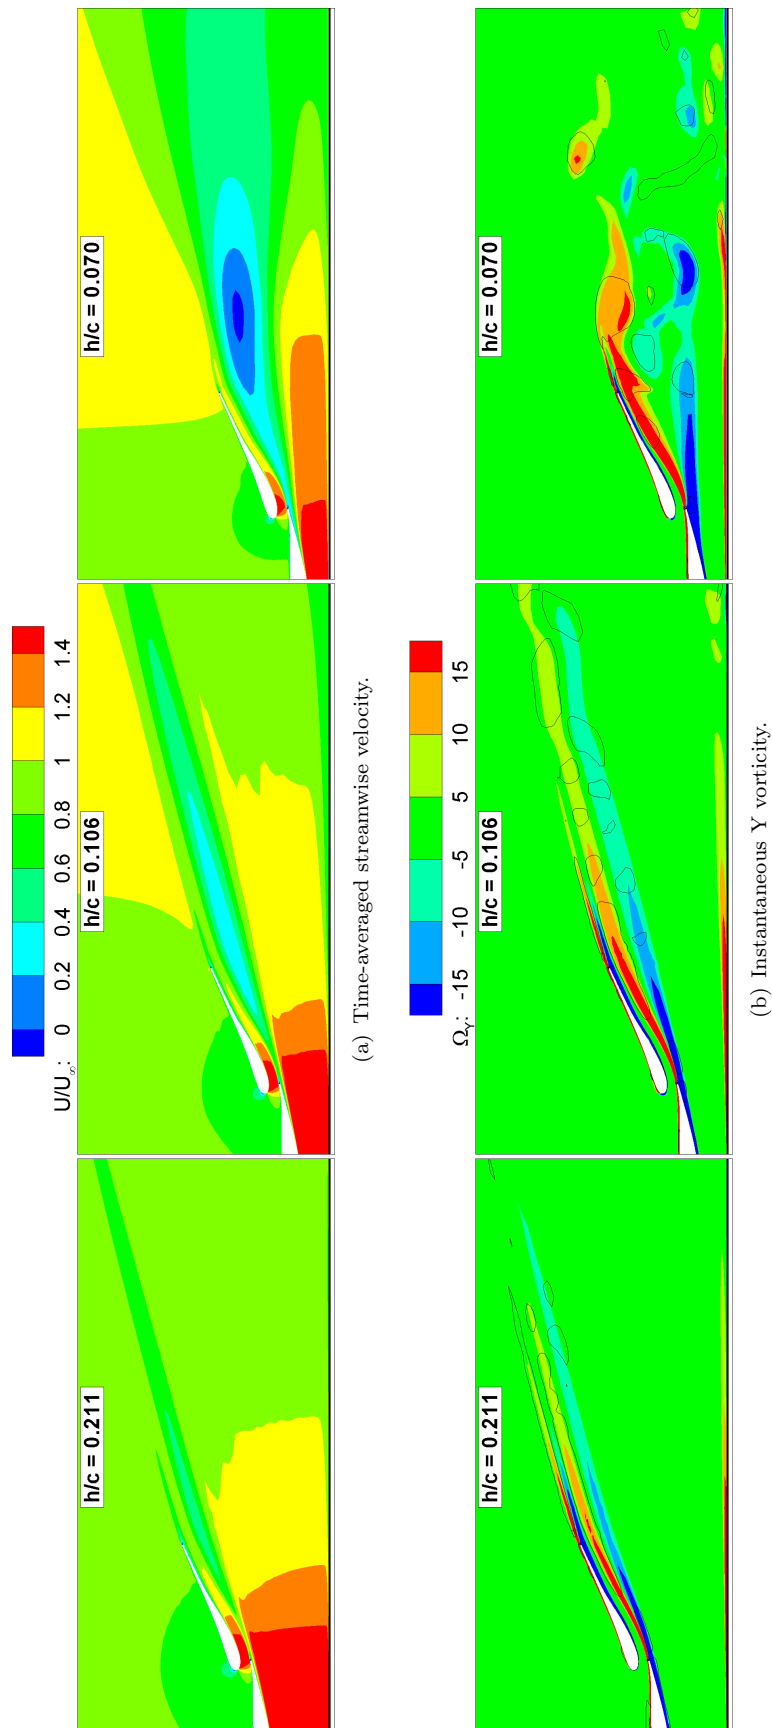 h/c = 0.211
h/c = 0.106
h/c = 0.070
U/U∞: 0 0.2 0.4 0.6 0.8 1 1.2 1.4
(a) Time-averaged streamwise velocity.
h/c = 0.211
h/c = 0.106
h/c = 0.070
ΩY: -15 -10 -5 5 10 15
(b) Instantaneous Y vorticity.